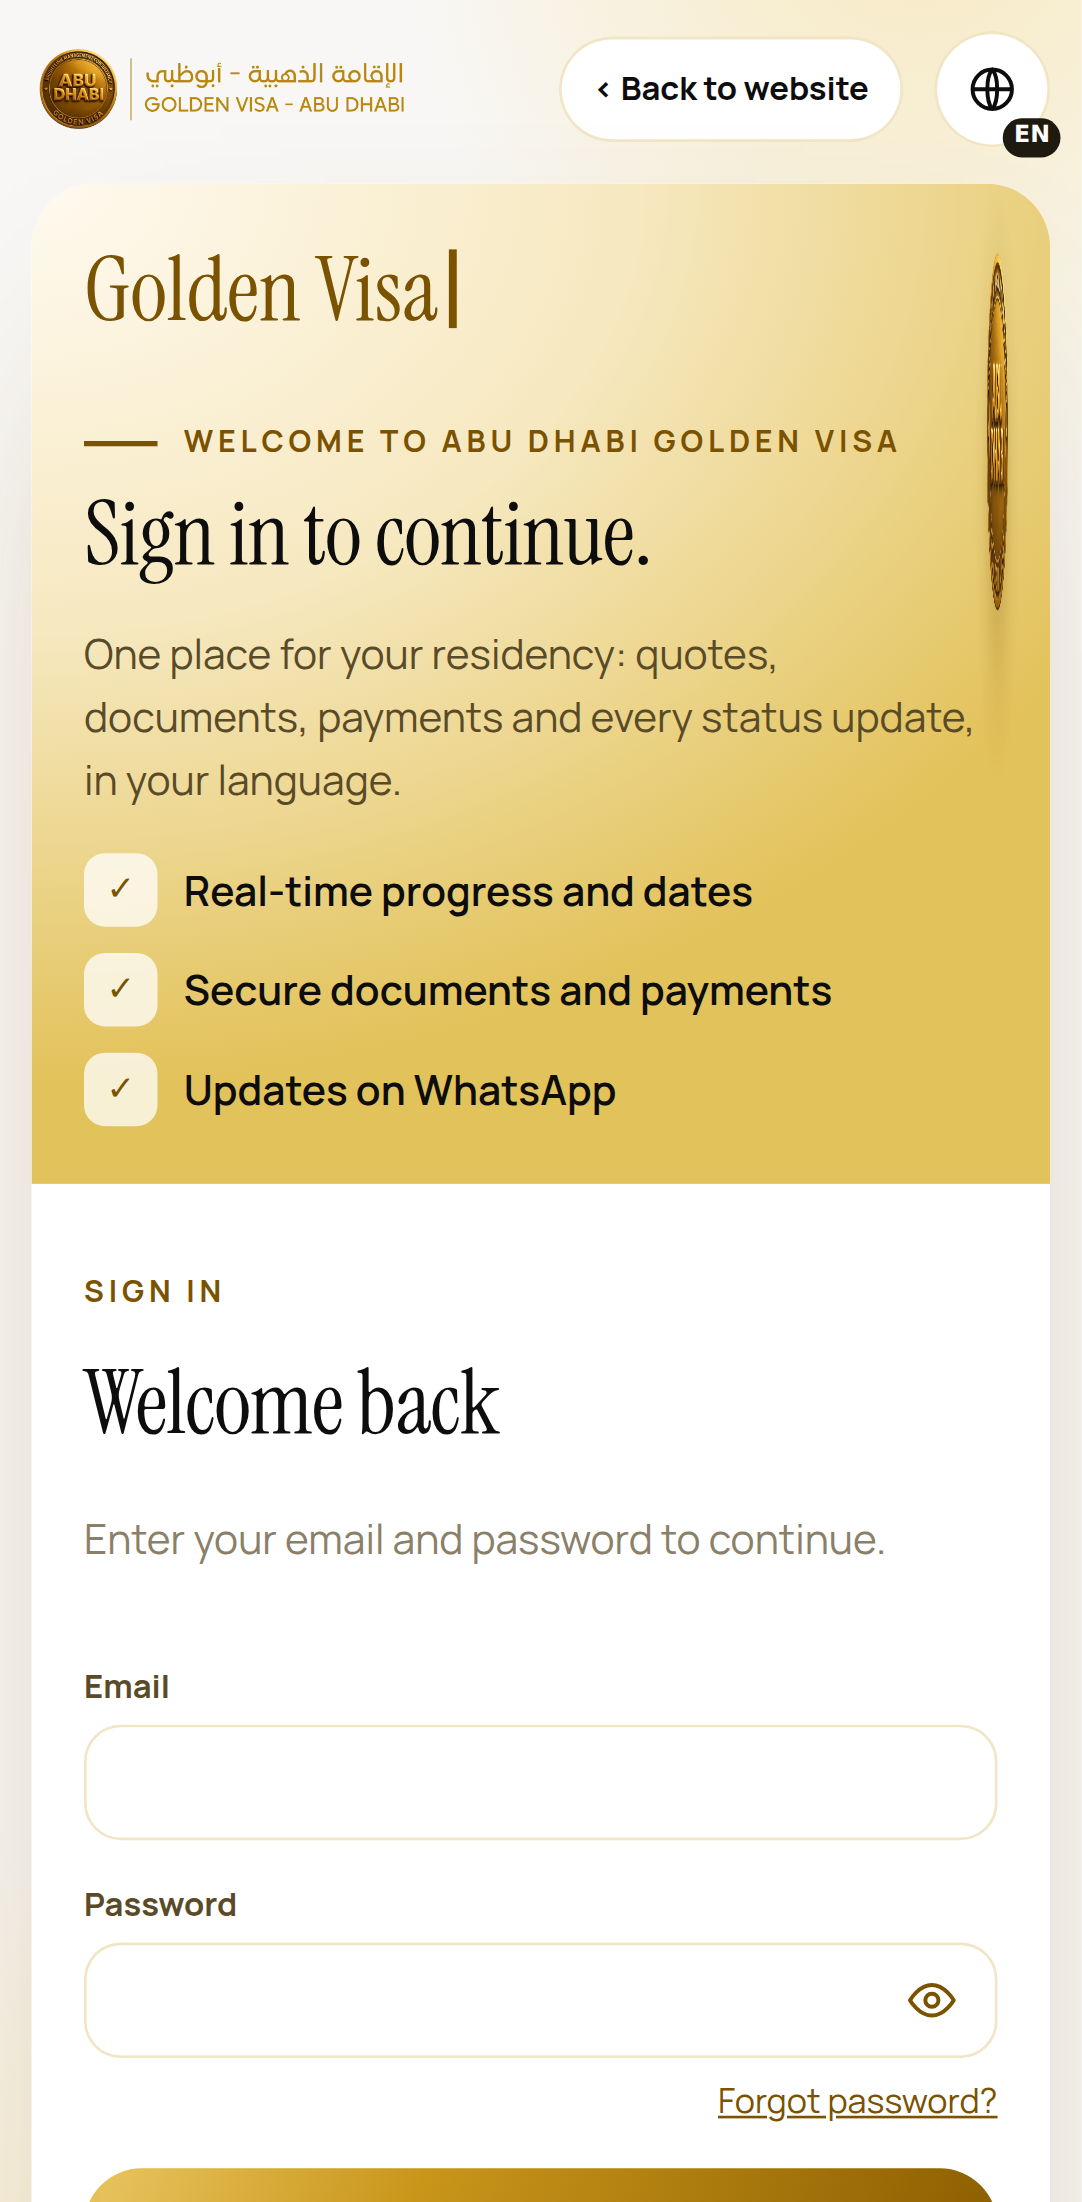 ABU
DHABI
GOLDEN VISA
الإقامة الذهبية - أبوظبي
GOLDEN VISA - ABU DHABI
‹ Back to website
EN
Golden Visa
WELCOME TO ABU DHABI GOLDEN VISA
Sign in to continue.
One place for your residency: quotes,
documents, payments and every status update,
in your language.
✓ Real-time progress and dates
✓ Secure documents and payments
✓ Updates on WhatsApp
SIGN IN
Welcome back
Enter your email and password to continue.
Email
Password
Forgot password?